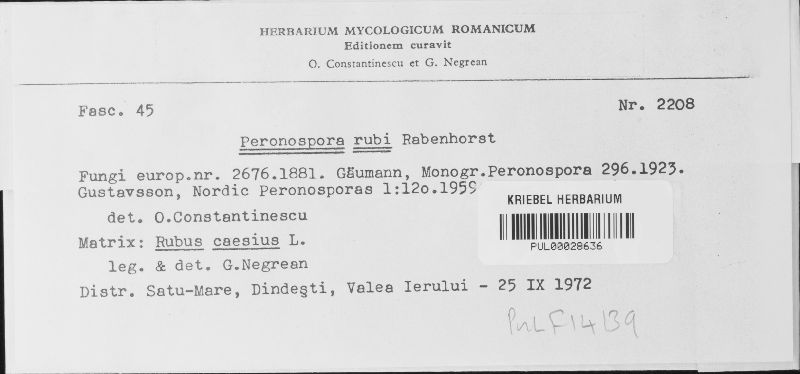 HERBARIUM MYCOLOGICUM ROMANICUM
Editionem curavit
O. Constantinescu et G. Negrean
Fasc. 45
Nr. 2208
Peronospora rubi Rabenhorst
Fungi europ.nr. 2676.1881. Gäumann, Monogr.Peronospora 296.1923.
Gustavsson, Nordic Peronosporas 1:12o.1959
det. O.Constantinescu
Matrix: Rubus caesius L.
leg. & det. G.Negrean
Distr. Satu-Mare, Dindeşti, Valea Ierului - 25 IX 1972
KRIEBEL HERBARIUM
PUL00028636
PUL F14139